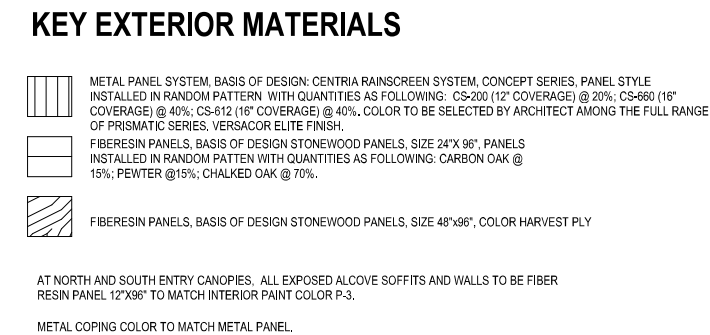 KEY EXTERIOR MATERIALS
METAL PANEL SYSTEM, BASIS OF DESIGN: CENTRIA RAINSCREEN SYSTEM, CONCEPT SERIES, PANEL STYLE
INSTALLED IN RANDOM PATTERN WITH QUANTITIES AS FOLLOWING: CS-200 (12" COVERAGE) @ 20%; CS-660 (16"
COVERAGE) @ 40%; CS-612 (16" COVERAGE) @ 40%. COLOR TO BE SELECTED BY ARCHITECT AMONG THE FULL RANGE
OF PRISMATIC SERIES, VERSACOR ELITE FINISH.
FIBERESIN PANELS, BASIS OF DESIGN STONEWOOD PANELS, SIZE 24"X 96", PANELS
INSTALLED IN RANDOM PATTEN WITH QUANTITIES AS FOLLOWING: CARBON OAK @
15%; PEWTER @15%; CHALKED OAK @ 70%.
FIBERESIN PANELS, BASIS OF DESIGN STONEWOOD PANELS, SIZE 48"x96", COLOR HARVEST PLY
AT NORTH AND SOUTH ENTRY CANOPIES, ALL EXPOSED ALCOVE SOFFITS AND WALLS TO BE FIBER
RESIN PANEL 12"X96" TO MATCH INTERIOR PAINT COLOR P-3.
METAL COPING COLOR TO MATCH METAL PANEL.